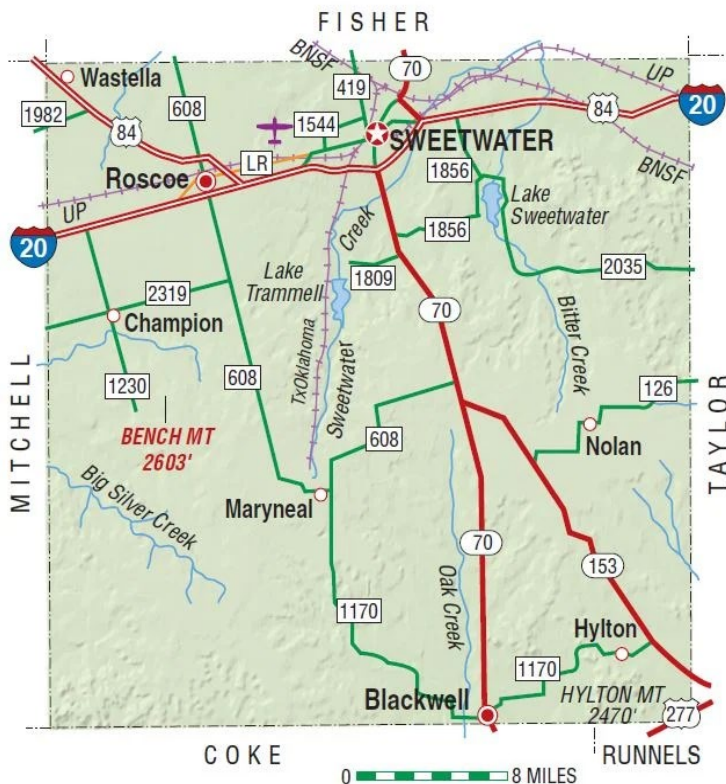 FISHER
BNSF
70
UP
20
Wastella
419
1982
608
84
1544
84
SWEETWATER
LR
BNSF
Roscoe
1856
Lake
Sweetwater
UP
Creek
1856
20
Lake
Trammell
1809
2035
2319
70
Champion
TxOklahoma
Sweetwater
Bitter Creek
MITCHELL
1230
608
126
BENCH MT
2603'
608
Nolan
TAYLOR
Big Silver Creek
Maryneal
70
Oak Creek
153
1170
Hylton
1170
Blackwell
HYLTON MT
2470'
277
COKE
RUNNELS
0
8 MILES